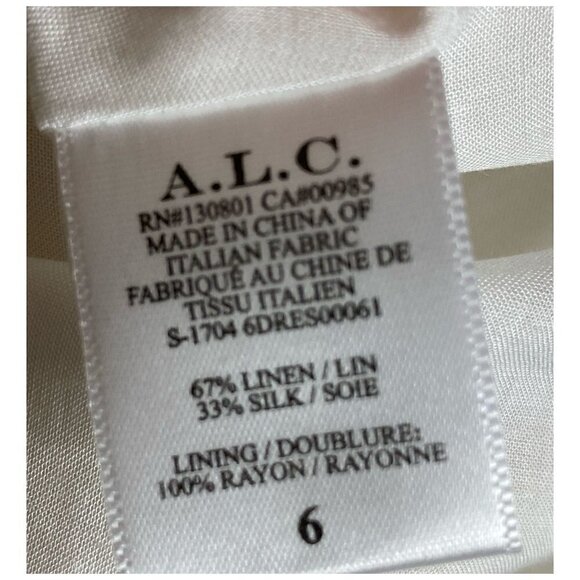 A.L.C.
RN#130801 CA#00985
MADE IN CHINA OF
ITALIAN FABRIC
FABRIQUÉ AU CHINE DE
TISSU ITALIEN
S-1704 6DRES00061
67% LINEN / LIN
33% SILK / SOIE
LINING / DOUBLURE:
100% RAYON / RAYONNE
6